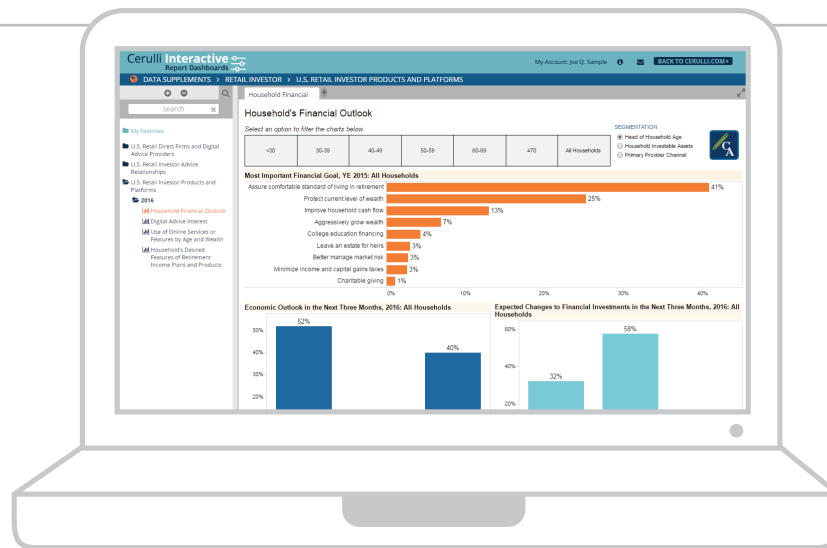 Cerulli Interactive
Report Dashboards
My Account: Joe Q. Sample
BACK TO CERULLI.COM
DATA SUPPLEMENTS > RETAIL INVESTOR > U.S. RETAIL INVESTOR PRODUCTS AND PLATFORMS
search x
My Favorites
U.S. Retail Direct Firms and Digital
Advice Providers
U.S. Retail Investor Advice
Relationships
U.S. Retail Investor Products and
Platforms
2016
Household Financial Outlook
Digital Advice Interest
Use of Online Services or
Features by Age and Wealth
Household's Desired
Features of Retirement
Income Plans and Products
Household Financial +
Household's Financial Outlook
Select an option to filter the charts below.
<30 30-39 40-49 50-59 60-69 ≥70 All Households
SEGMENTATION
Head of Household Age
Household Investable Assets
Primary Provider Channel
CA
Most Important Financial Goal, YE 2015: All Households
Assure comfortable standard of living in retirement 41%
Protect current level of wealth 25%
Improve household cash flow 13%
Aggressively grow wealth 7%
College education financing 4%
Leave an estate for heirs 3%
Better manage market risk 3%
Minimize income and capital gains taxes 3%
Charitable giving 1%
0% 10% 20% 30% 40%
Economic Outlook in the Next Three Months, 2016: All Households
52%
50%
40%
40%
30%
20%
Expected Changes to Financial Investments in the Next Three Months, 2016: All
Households
60%
58%
40%
32%
20%